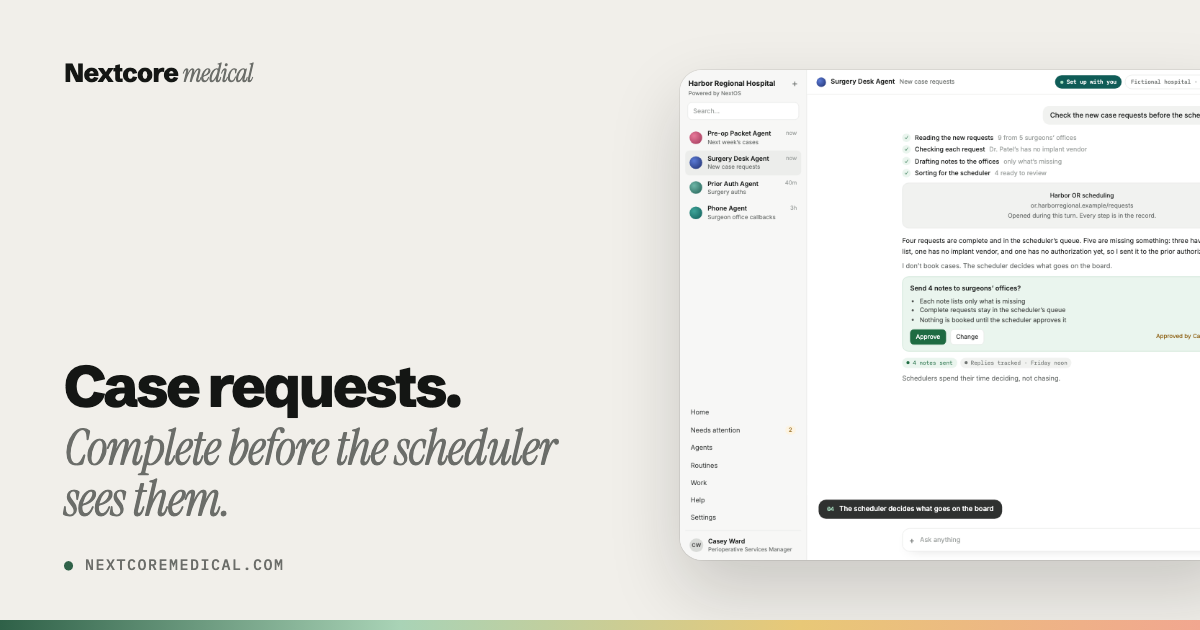 Nextcore medical
Case requests.
Complete before the scheduler
sees them.
NEXTCOREMEDICAL.COM
Harbor Regional Hospital +
Powered by NextOS
Search...
Pre-op Packet Agent now
Next week's cases
Surgery Desk Agent now
New case requests
Prior Auth Agent 40m
Surgery auths
Phone Agent 3h
Surgeon office callbacks
Home
Needs attention 2
Agents
Routines
Work
Help
Settings
CW Casey Ward
Perioperative Services Manager
Surgery Desk Agent New case requests
Set up with you
Fictional hospital ·
Check the new case requests before the sche
Reading the new requests 9 from 5 surgeons' offices
Checking each request Dr. Patel's has no implant vendor
Drafting notes to the offices only what's missing
Sorting for the scheduler 4 ready to review
Harbor OR scheduling
or.harborregional.example/requests
Opened during this turn. Every step is in the record.
Four requests are complete and in the scheduler's queue. Five are missing something: three hav
list, one has no implant vendor, and one has no authorization yet, so I sent it to the prior authoriz
I don't book cases. The scheduler decides what goes on the board.
Send 4 notes to surgeons' offices?
• Each note lists only what is missing
• Complete requests stay in the scheduler's queue
• Nothing is booked until the scheduler approves it
Approve Change Approved by Ca
4 notes sent Replies tracked · Friday noon
Schedulers spend their time deciding, not chasing.
04 The scheduler decides what goes on the board
+ Ask anything